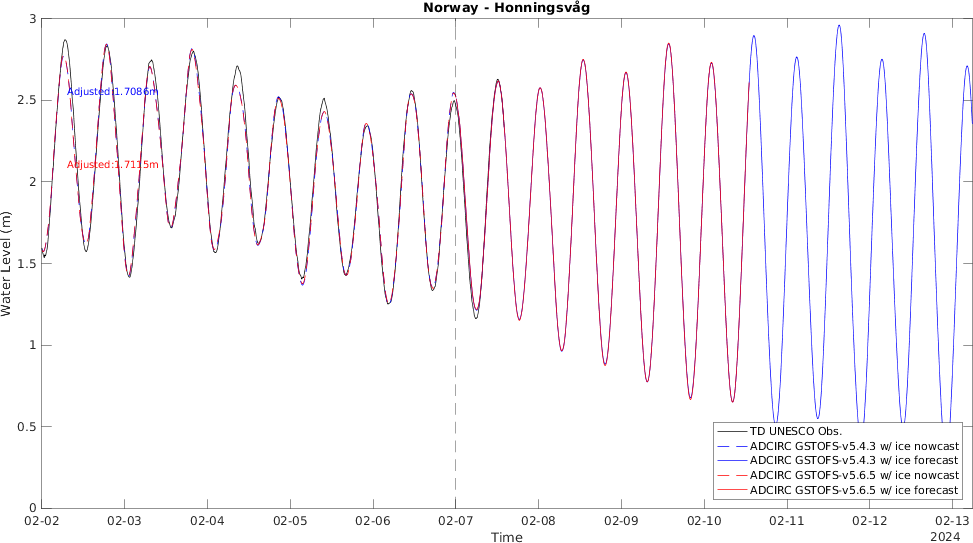 Norway - Honningsvåg
3
2.5
2
1.5
1
0.5
0
Water Level (m)
Adjusted:1.7086m
Adjusted:1.7115m
TD UNESCO Obs.
ADCIRC GSTOFS-v5.4.3 w/ ice nowcast
ADCIRC GSTOFS-v5.4.3 w/ ice forecast
ADCIRC GSTOFS-v5.6.5 w/ ice nowcast
ADCIRC GSTOFS-v5.6.5 w/ ice forecast
02-02 02-03 02-04 02-05 02-06 02-07 02-08 02-09 02-10 02-11 02-12 02-13
Time
2024